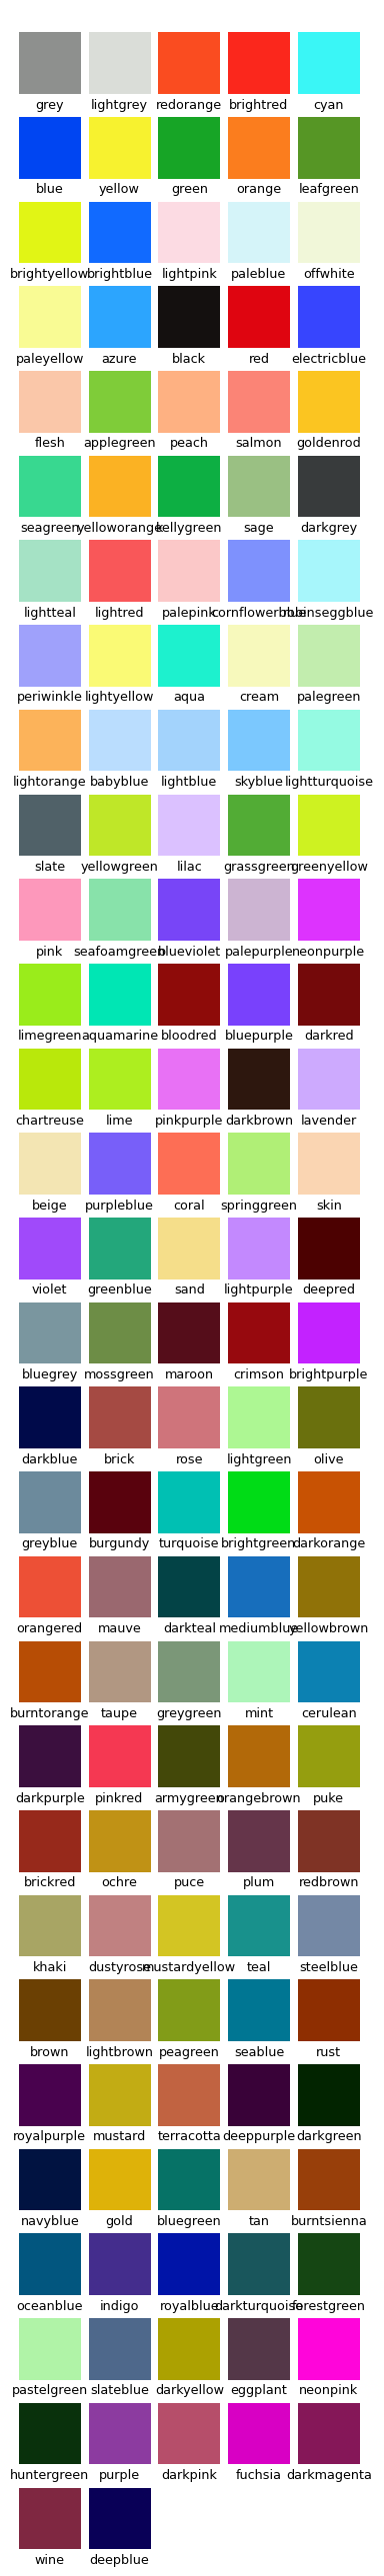 grey lightgrey redorange brightred cyan
blue yellow green orange leafgreen
brightyellow brightblue lightpink paleblue offwhite
paleyellow azure black red electricblue
flesh applegreen peach salmon goldenrod
seagreen yelloworange kellygreen sage darkgrey
lightteal lightred palepink cornflowerblue robinseggblue
periwinkle lightyellow aqua cream palegreen
lightorange babyblue lightblue skyblue lightturquoise
slate yellowgreen lilac grassgreen greenyellow
pink seafoamgreen blueviolet palepurple neonpurple
limegreen aquamarine bloodred bluepurple darkred
chartreuse lime pinkpurple darkbrown lavender
beige purpleblue coral springgreen skin
violet greenblue sand lightpurple deepred
bluegrey mossgreen maroon crimson brightpurple
darkblue brick rose lightgreen olive
greyblue burgundy turquoise brightgreen darkorange
orangered mauve darkteal mediumblue yellowbrown
burntorange taupe greygreen mint cerulean
darkpurple pinkred armygreen orangebrown puke
brickred ochre puce plum redbrown
khaki dustyrose mustardyellow teal steelblue
brown lightbrown peagreen seablue rust
royalpurple mustard terracotta deeppurple darkgreen
navyblue gold bluegreen tan burntsienna
oceanblue indigo royalblue darkturquoise forestgreen
pastelgreen slateblue darkyellow eggplant neonpink
huntergreen purple darkpink fuchsia darkmagenta
wine deepblue